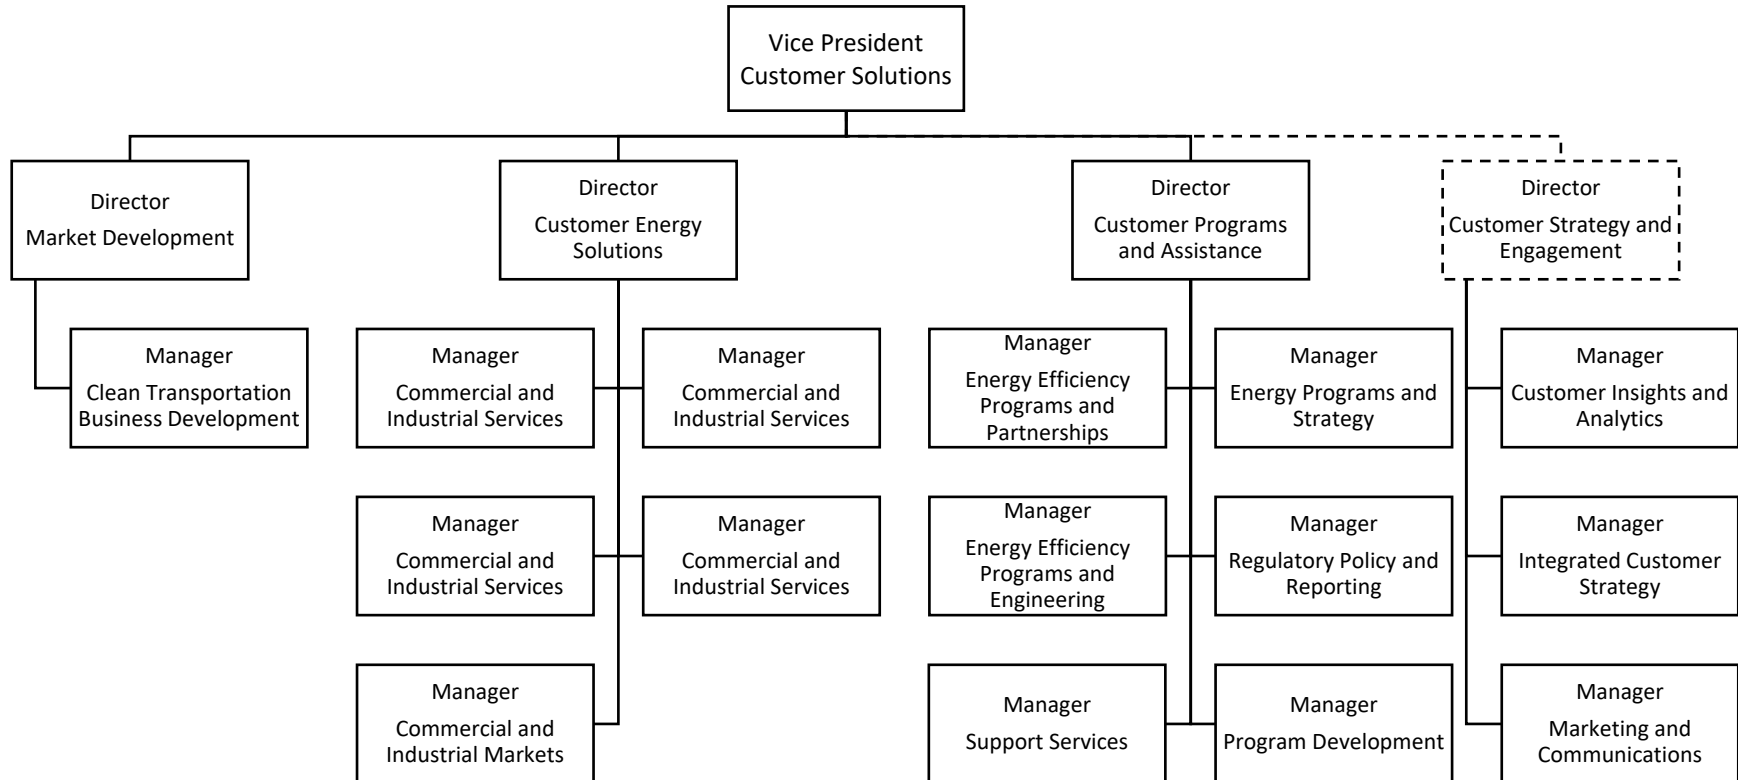 Vice President
Customer Solutions
Director
Market Development
Director
Customer Energy
Solutions
Director
Customer Programs
and Assistance
Director
Customer Strategy and
Engagement
Manager
Clean Transportation
Business Development
Manager
Commercial and
Industrial Services
Manager
Commercial and
Industrial Services
Manager
Energy Efficiency
Programs and
Partnerships
Manager
Energy Programs and
Strategy
Manager
Customer Insights and
Analytics
Manager
Commercial and
Industrial Services
Manager
Commercial and
Industrial Services
Manager
Energy Efficiency
Programs and
Engineering
Manager
Regulatory Policy and
Reporting
Manager
Integrated Customer
Strategy
Manager
Commercial and
Industrial Markets
Manager
Support Services
Manager
Program Development
Manager
Marketing and
Communications